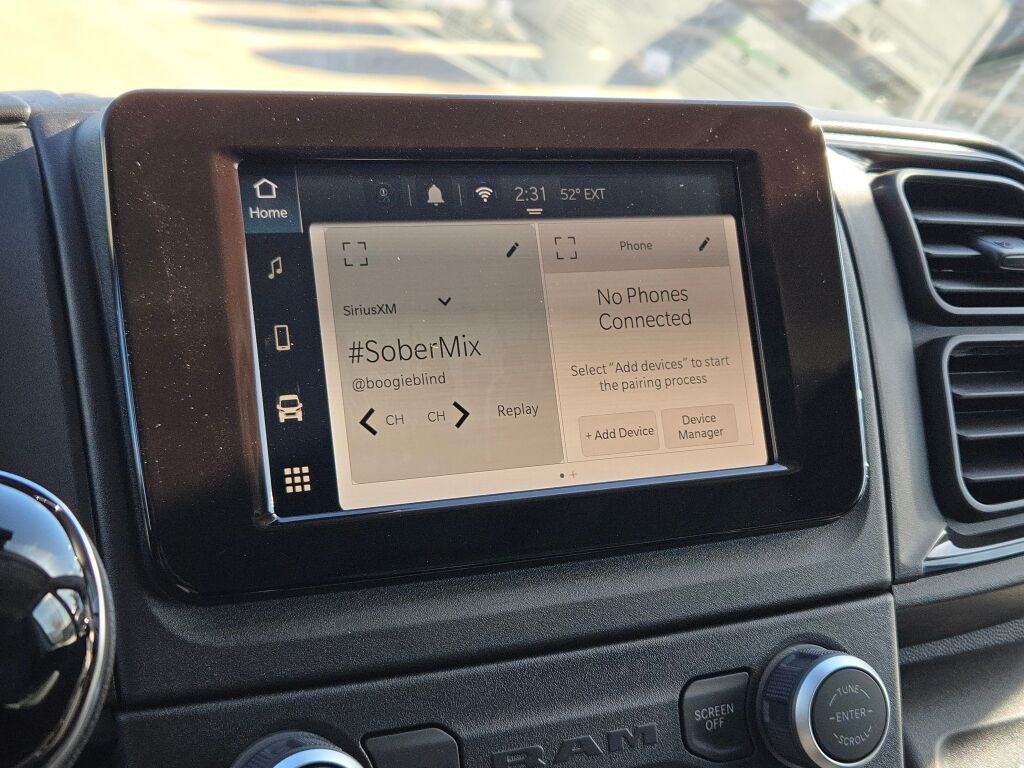 Home
2:31 52° EXT
SiriusXM
#SoberMix
@boogieblind
CH CH Replay
Phone
No Phones
Connected
Select "Add devices" to start
the pairing process
+ Add Device
Device
Manager
RAM
SCREEN
OFF
TUNE
ENTER
SCROLL